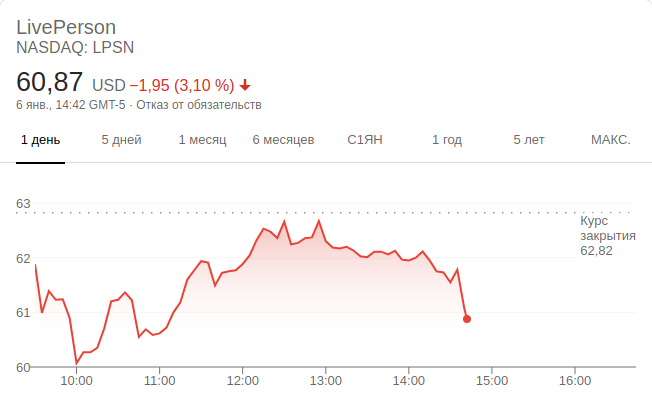 LivePerson
NASDAQ: LPSN
60,87 USD −1,95 (3,10 %)
6 янв., 14:42 GMT-5 · Отказ от обязательств
1 день 5 дней 1 месяц 6 месяцев С1ЯН 1 год 5 лет МАКС.
63
Курс
закрытия
62,82
62
61
60
10:00 11:00 12:00 13:00 14:00 15:00 16:00